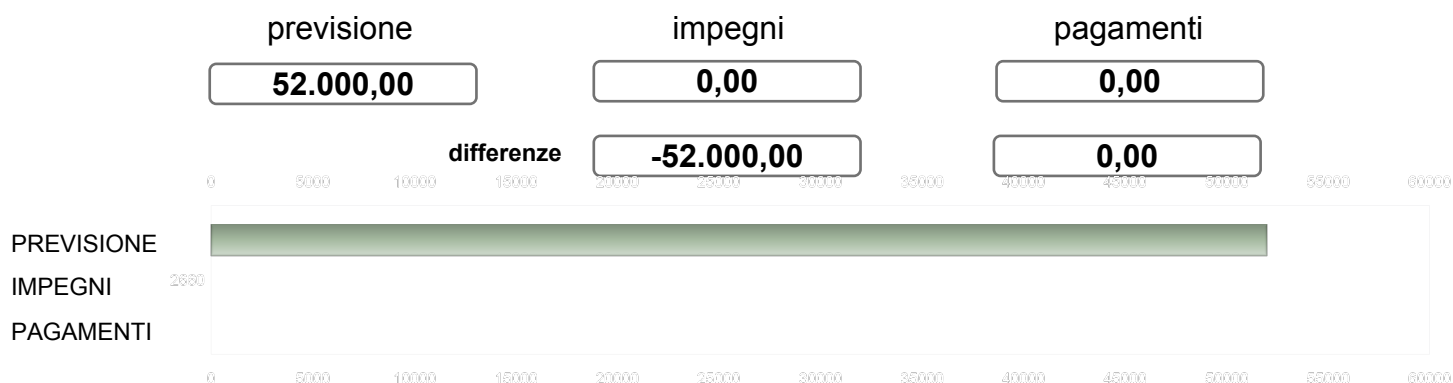 previsione impegni pagamenti
52.000,00 0,00 0,00
differenze -52.000,00 0,00
0 5000 10000 15000 20000 25000 30000 35000 40000 45000 50000 55000 60000
PREVISIONE
2680
IMPEGNI
PAGAMENTI
0 5000 10000 15000 20000 25000 30000 35000 40000 45000 50000 55000 60000